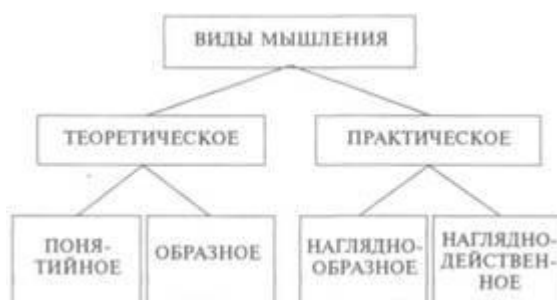 ВИДЫ МЫШЛЕНИЯ
ТЕОРЕТИЧЕСКОЕ
ПРАКТИЧЕСКОЕ
ПОНЯ-
ТИЙНОЕ
ОБРАЗНОЕ
НАГЛЯДНО-
ОБРАЗНОЕ
НАГЛЯДНО-
ДЕЙСТВЕН-
НОЕ